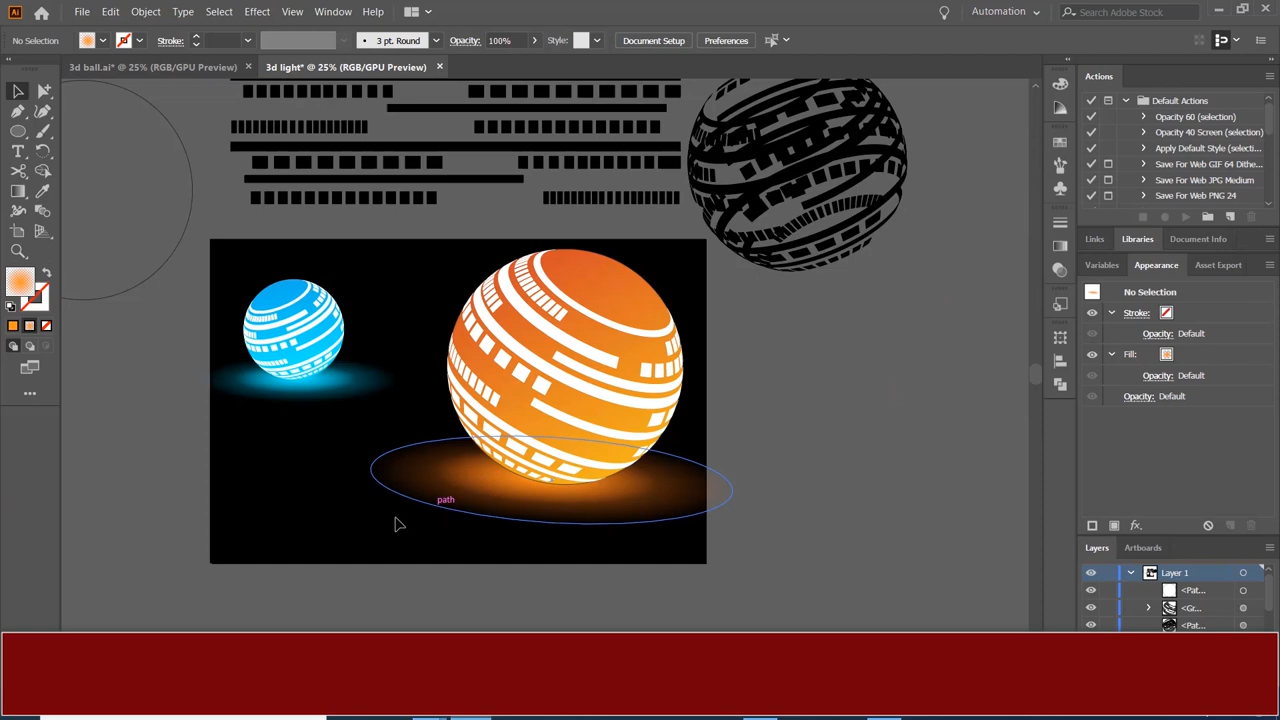 Ai File Edit Object Type Select Effect View Window Help Automation Search Adobe Stock
No Selection Stroke: 3 pt. Round Opacity: 100% Style: Document Setup Preferences
3d ball.ai* @ 25% (RGB/GPU Preview) 3d light* @ 25% (RGB/GPU Preview)
Actions
Default Actions
Opacity 60 (selection)
Opacity 40 Screen (selection)
Apply Default Style (selecti...
Save For Web GIF 64 Dithe...
Save For Web JPG Medium
Save For Web PNG 24
Links Libraries Document Info
Variables Appearance Asset Export
No Selection
Stroke:
Opacity: Default
Fill:
Opacity: Default
Opacity: Default
path
Layers Artboards
Layer 1
<Pat...
<Gr...
<Pat...